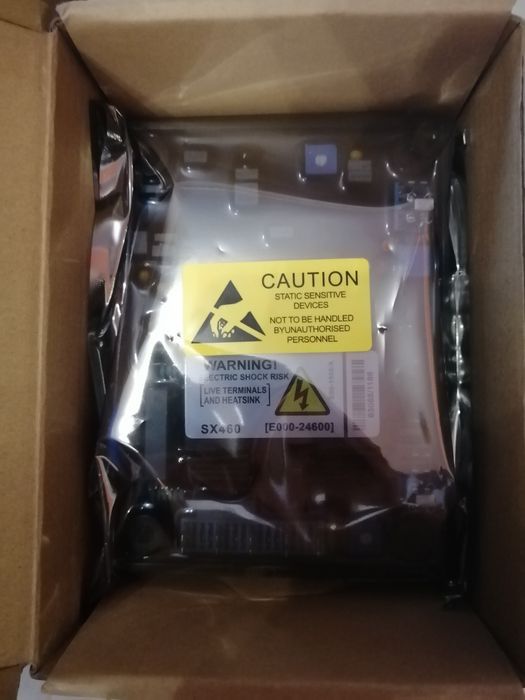 CAUTION
STATIC SENSITIVE
DEVICES
NOT TO BE HANDLED
BYUNAUTHORISED
PERSONNEL
WARNING!
ELECTRIC SHOCK RISK
LIVE TERMINALS
AND HEATSINK
SX460 [E000-24600]